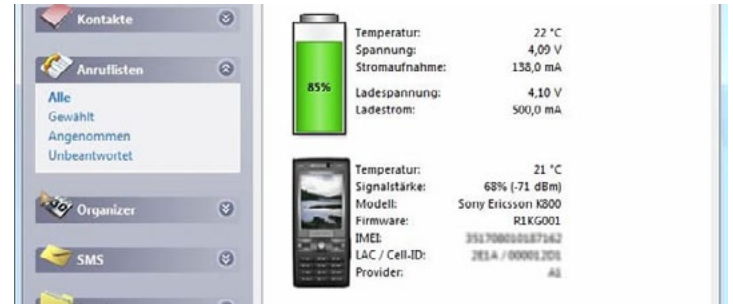 Kontakte
Anruflisten
Alle
Gewählt
Angenommen
Unbeantwortet
Organizer
SMS
85%
Temperatur: 22 °C
Spannung: 4,09 V
Stromaufnahme: 138,0 mA
Ladespannung: 4,10 V
Ladestrom: 500,0 mA
Temperatur: 21 °C
Signalstärke: 68% (-71 dBm)
Modell: Sony Ericsson K800
Firmware: R1KG001
IMEI:
LAC / Cell-ID:
Provider: A1